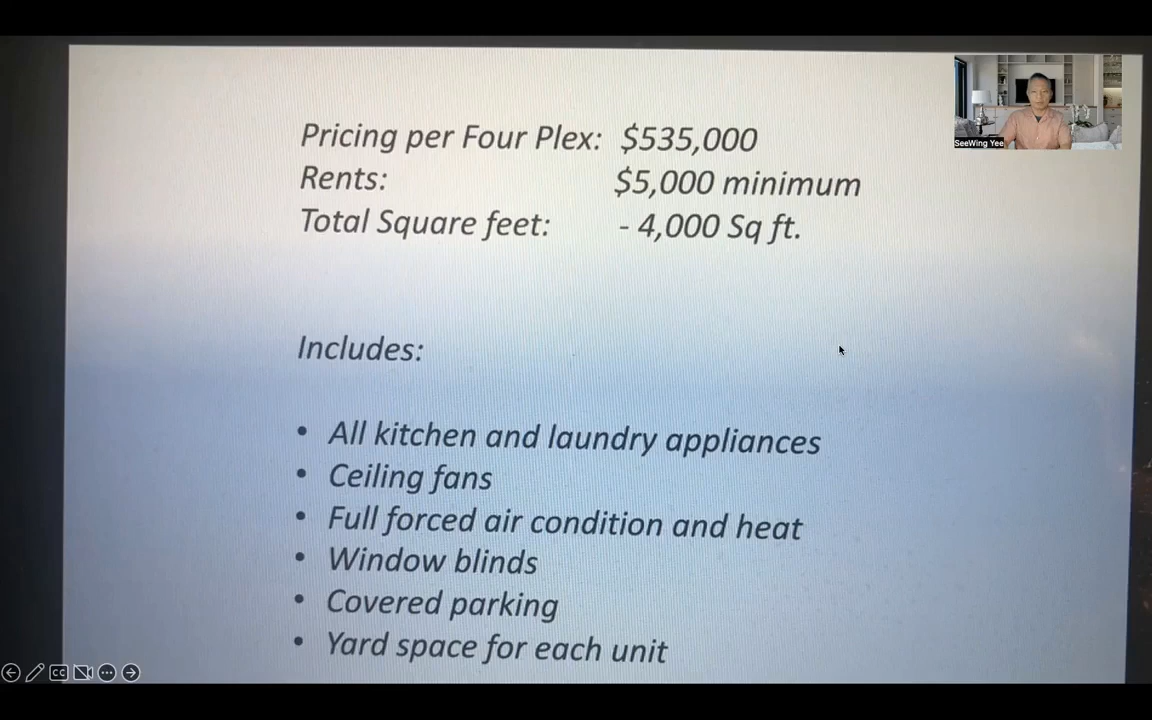 Pricing per Four Plex: $535,000
Rents: $5,000 minimum
Total Square feet: - 4,000 Sq ft.
Includes:
• All kitchen and laundry appliances
• Ceiling fans
• Full forced air condition and heat
• Window blinds
• Covered parking
• Yard space for each unit
SeeWing Yee
CC